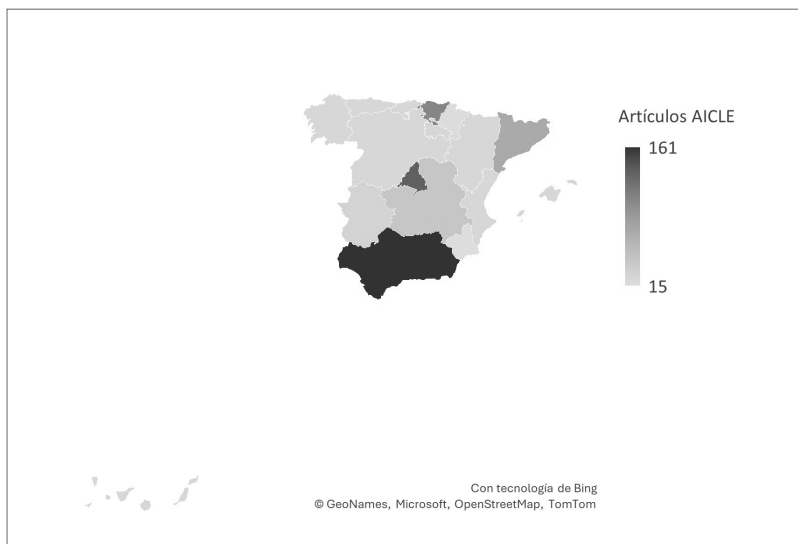 Artículos AICLE
161
15
Con tecnología de Bing
© GeoNames, Microsoft, OpenStreetMap, TomTom